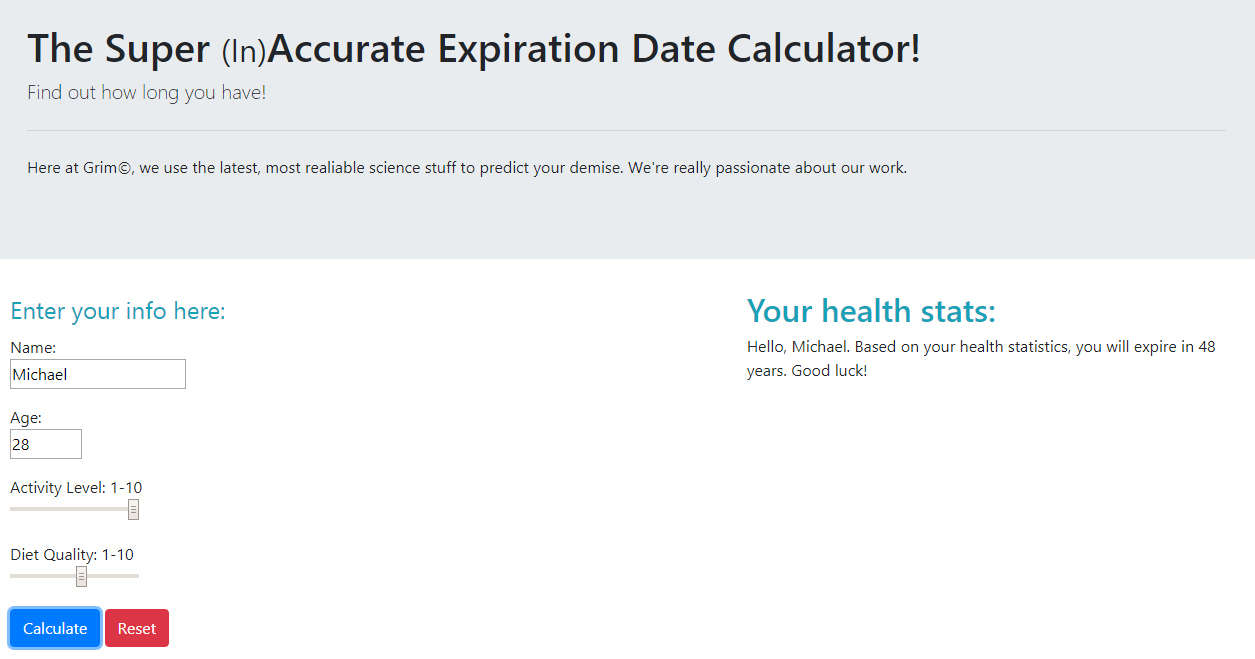 The Super (In)Accurate Expiration Date Calculator!
Find out how long you have!
Here at Grim©, we use the latest, most realiable science stuff to predict your demise. We're really passionate about our work.
Enter your info here:
Name:
Michael
Age:
28
Activity Level: 1-10
Diet Quality: 1-10
Calculate Reset
Your health stats:
Hello, Michael. Based on your health statistics, you will expire in 48
years. Good luck!